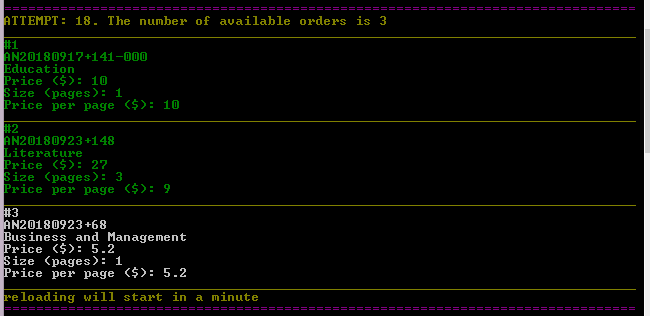 ATTEMPT: 18. The number of available orders is 3
#1
AN20180917+141-000
Education
Price ($): 10
Size (pages): 1
Price per page ($): 10
#2
AN20180923+148
Literature
Price ($): 27
Size (pages): 3
Price per page ($): 9
#3
AN20180923+68
Business and Management
Price ($): 5.2
Size (pages): 1
Price per page ($): 5.2
reloading will start in a minute